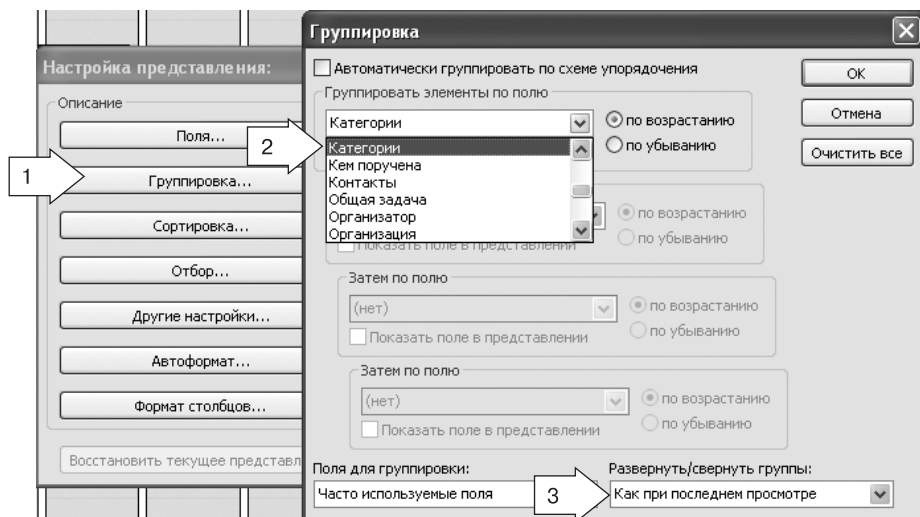 Настройка представления:
Описание
Поля...
1
Группировка...
Сортировка...
Отбор...
Другие настройки...
Автоформат...
Формат столбцов...
Восстановить текущее представл
Группировка
Автоматически группировать по схеме упорядочения
Группировать элементы по полю
Категории
по возрастанию
по убыванию
2
Категории
Кем поручена
Контакты
Общая задача
Организатор
Организация
по возрастанию
по убыванию
Показать поле в представлении
Затем по полю
(нет)
по возрастанию
по убыванию
Показать поле в представлении
Затем по полю
(нет)
по возрастанию
по убыванию
Показать поле в представлении
Поля для группировки:
Часто используемые поля
3
Развернуть/свернуть группы:
Как при последнем просмотре
ОК
Отмена
Очистить все